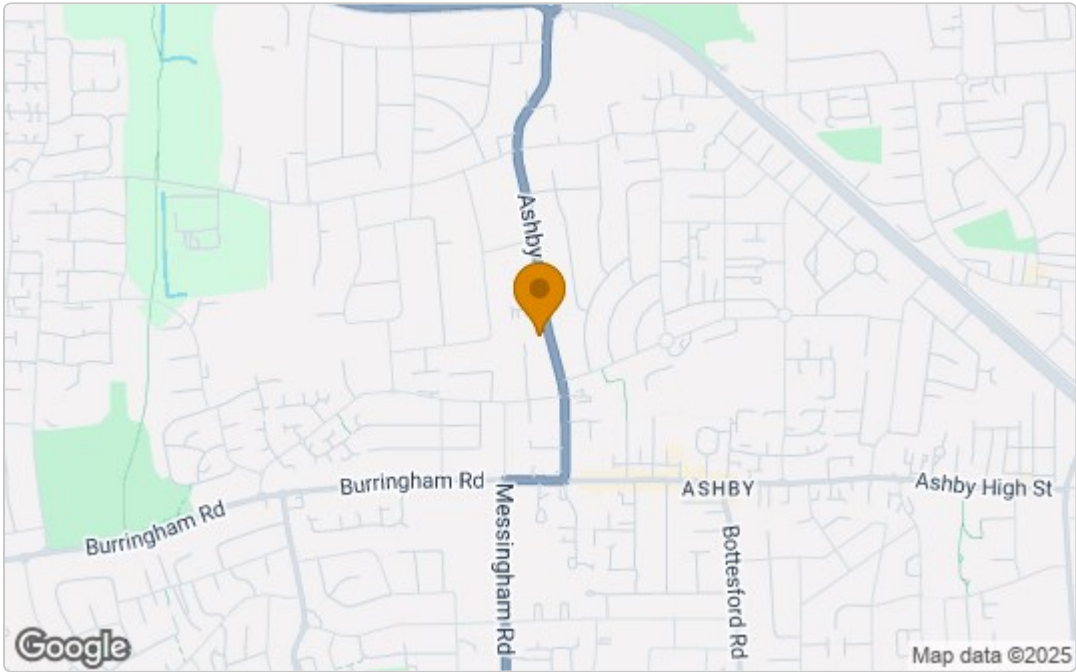 Ashby
Burringham Rd
ASHBY
Ashby High St
Burringham Rd
Messingham Rd
Bottesford Rd
Google
Map data ©2025